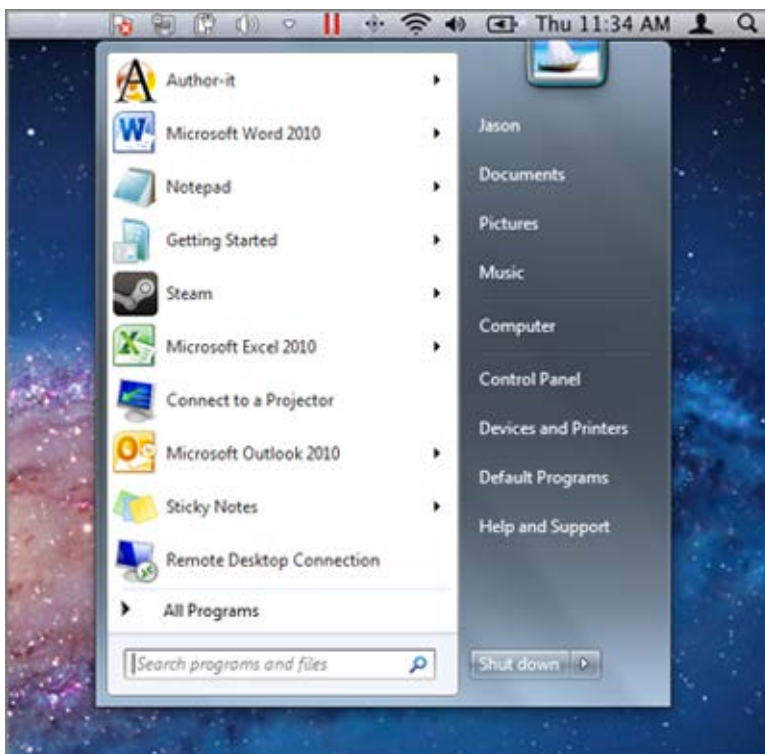 Thu 11:34 AM
Author-it
Microsoft Word 2010
Notepad
Getting Started
Steam
Microsoft Excel 2010
Connect to a Projector
Microsoft Outlook 2010
Sticky Notes
Remote Desktop Connection
All Programs
Search programs and files
Jason
Documents
Pictures
Music
Computer
Control Panel
Devices and Printers
Default Programs
Help and Support
Shut down